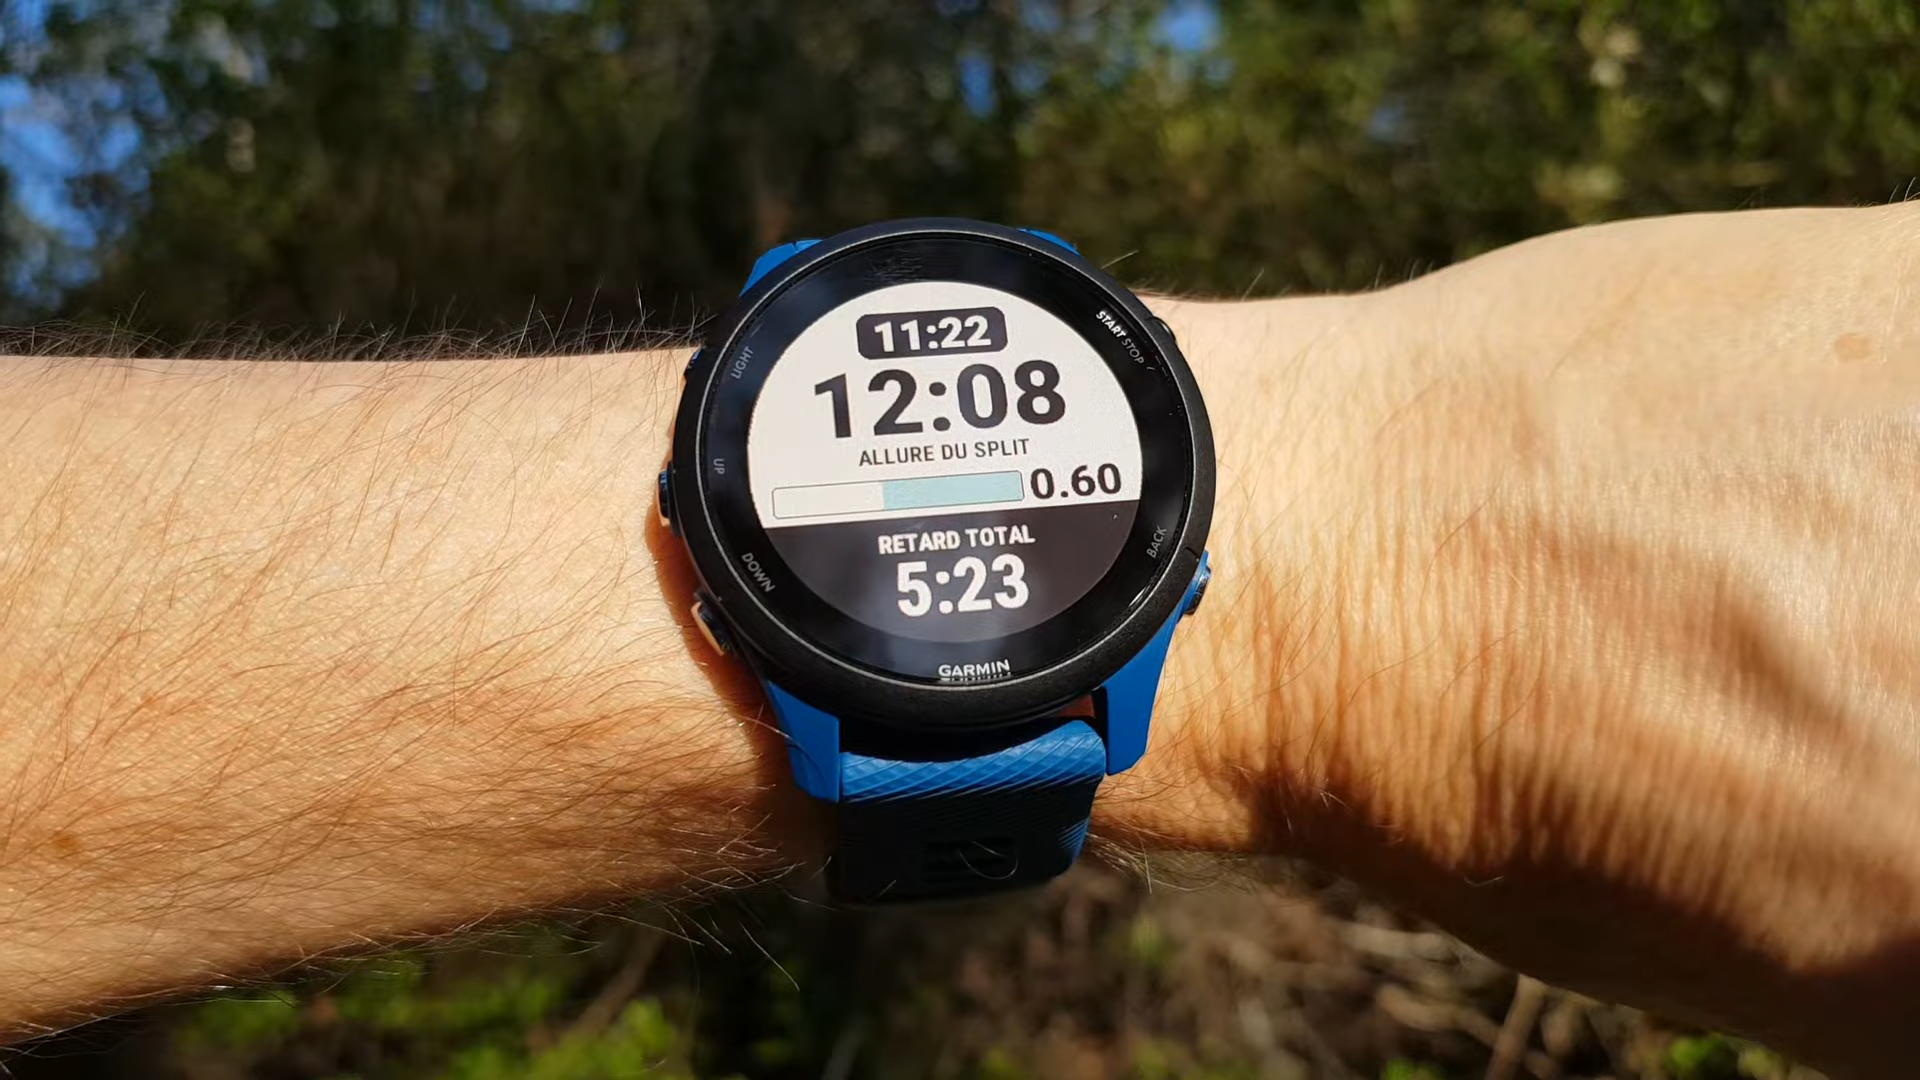 11:22
12:08
ALLURE DU SPLIT
0.60
RETARD TOTAL
5:23
LIGHT
UP
DOWN
START STOP
BACK
GARMIN